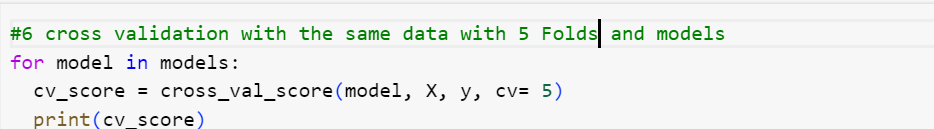 #6 cross validation with the same data with 5 Folds and models
for model in models:
  cv_score = cross_val_score(model, X, y, cv= 5)
  print(cv_score)